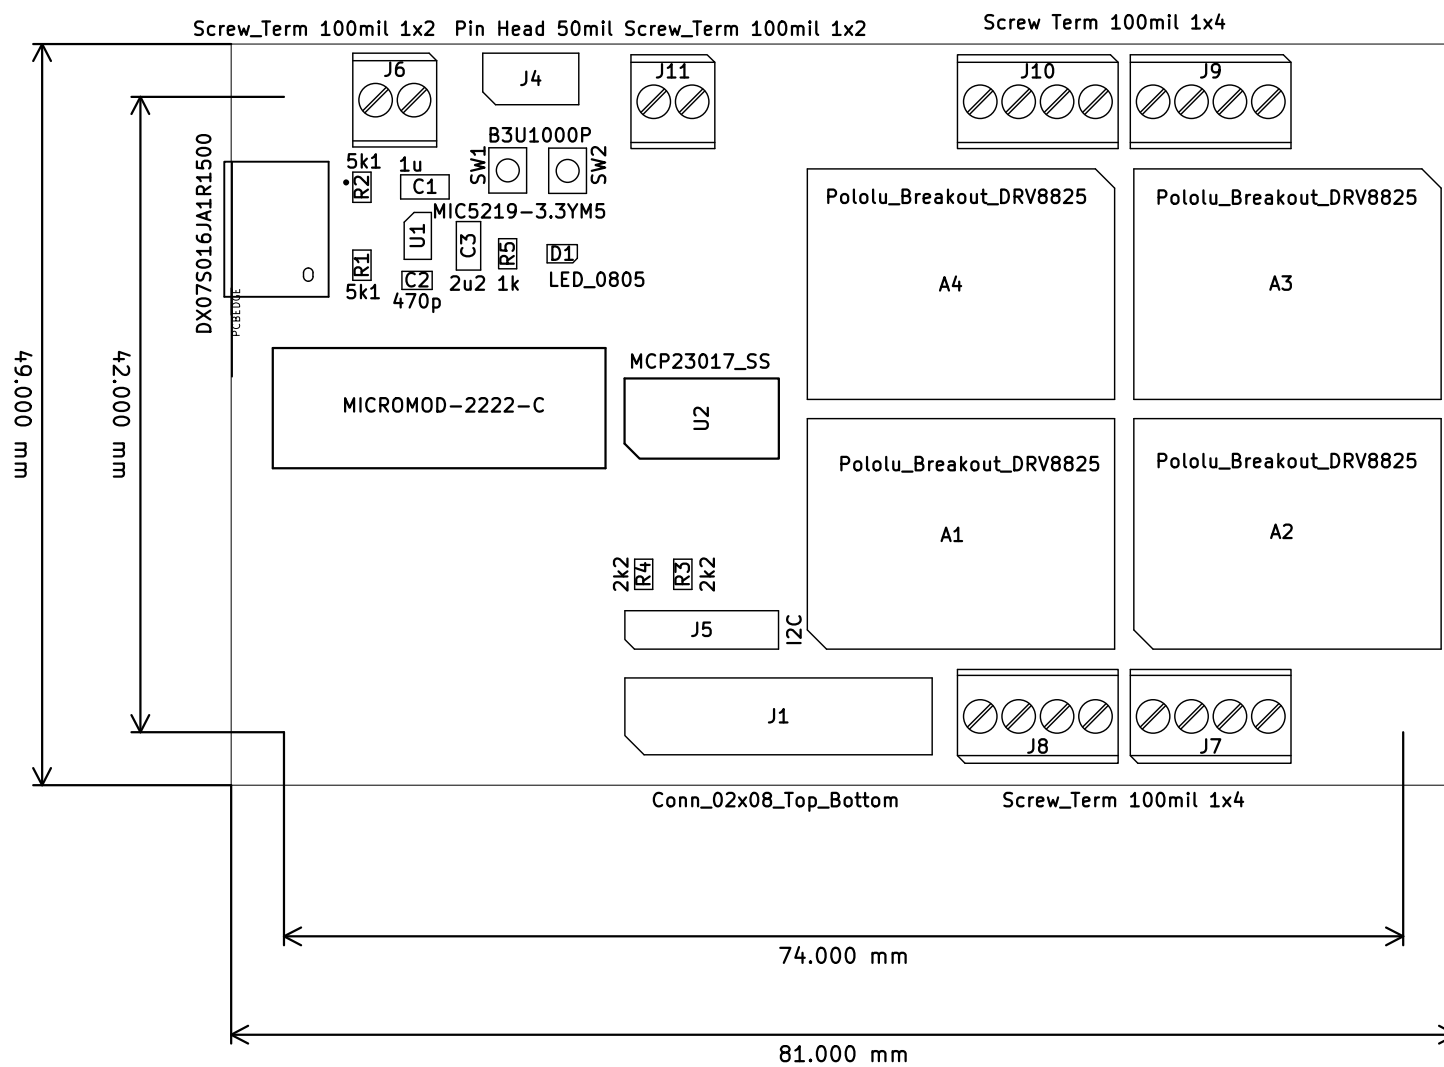 Screw_Term 100mil 1x2
Pin Head 50mil
Screw_Term 100mil 1x2
Screw Term 100mil 1x4
J6
J4
J11
J10
J9
B3U1000P
SW1
SW2
DX07S016JA1R1500
5k1
1u
R2
C1
MIC5219-3.3YM5
U1
C3
R5
D1
R1
C2
5k1
470p
2u2
1k
LED_0805
PCBEDGE
Pololu_Breakout_DRV8825
A4
Pololu_Breakout_DRV8825
A3
49.000 mm
42.000 mm
MICROMOD-2222-C
MCP23017_SS
U2
Pololu_Breakout_DRV8825
A1
Pololu_Breakout_DRV8825
A2
2k2
R4
R3
2k2
J5
I2C
J1
J8
J7
Conn_02x08_Top_Bottom
Screw_Term 100mil 1x4
74.000 mm
81.000 mm